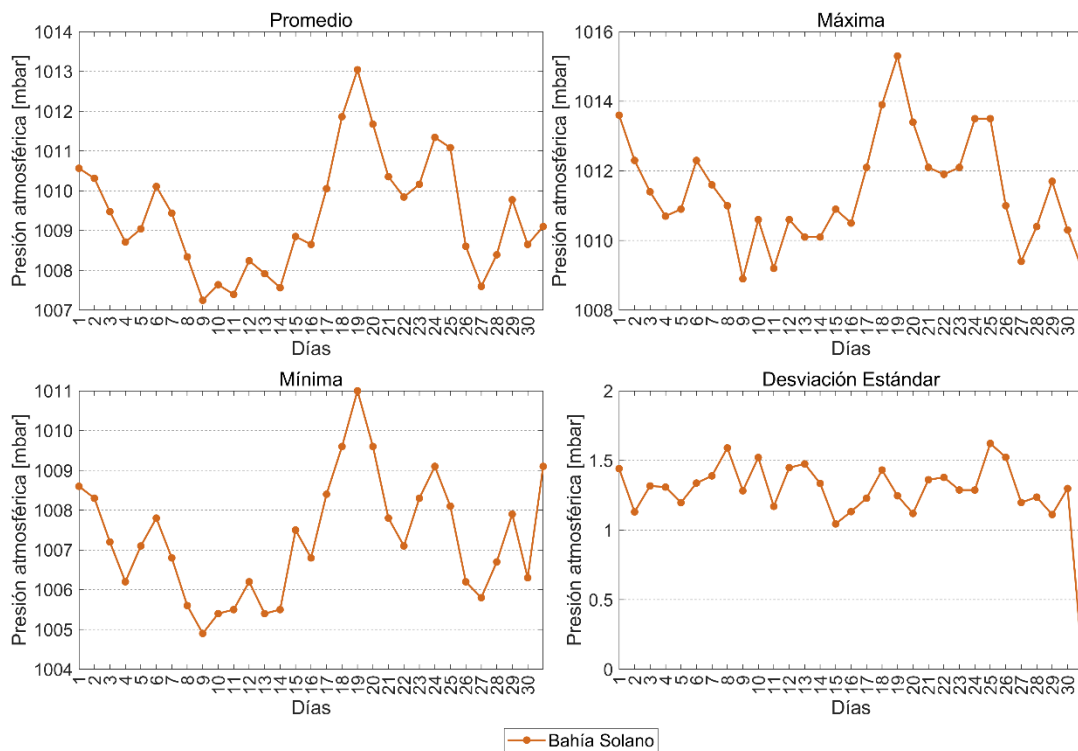 Promedio
Presión atmosférica [mbar]
1014
1013
1012
1011
1010
1009
1008
1007
1 2 3 4 5 6 7 8 9 10 11 12 13 14 15 16 17 18 19 20 21 22 23 24 25 26 27 28 29 30
Días
Máxima
Presión atmosférica [mbar]
1016
1014
1012
1010
1008
1 2 3 4 5 6 7 8 9 10 11 12 13 14 15 16 17 18 19 20 21 22 23 24 25 26 27 28 29 30
Días
Mínima
Presión atmosférica [mbar]
1011
1010
1009
1008
1007
1006
1005
1004
1 2 3 4 5 6 7 8 9 10 11 12 13 14 15 16 17 18 19 20 21 22 23 24 25 26 27 28 29 30
Días
Desviación Estándar
Presión atmosférica [mbar]
2
1.5
1
0.5
0
1 2 3 4 5 6 7 8 9 10 11 12 13 14 15 16 17 18 19 20 21 22 23 24 25 26 27 28 29 30
Días
Bahía Solano